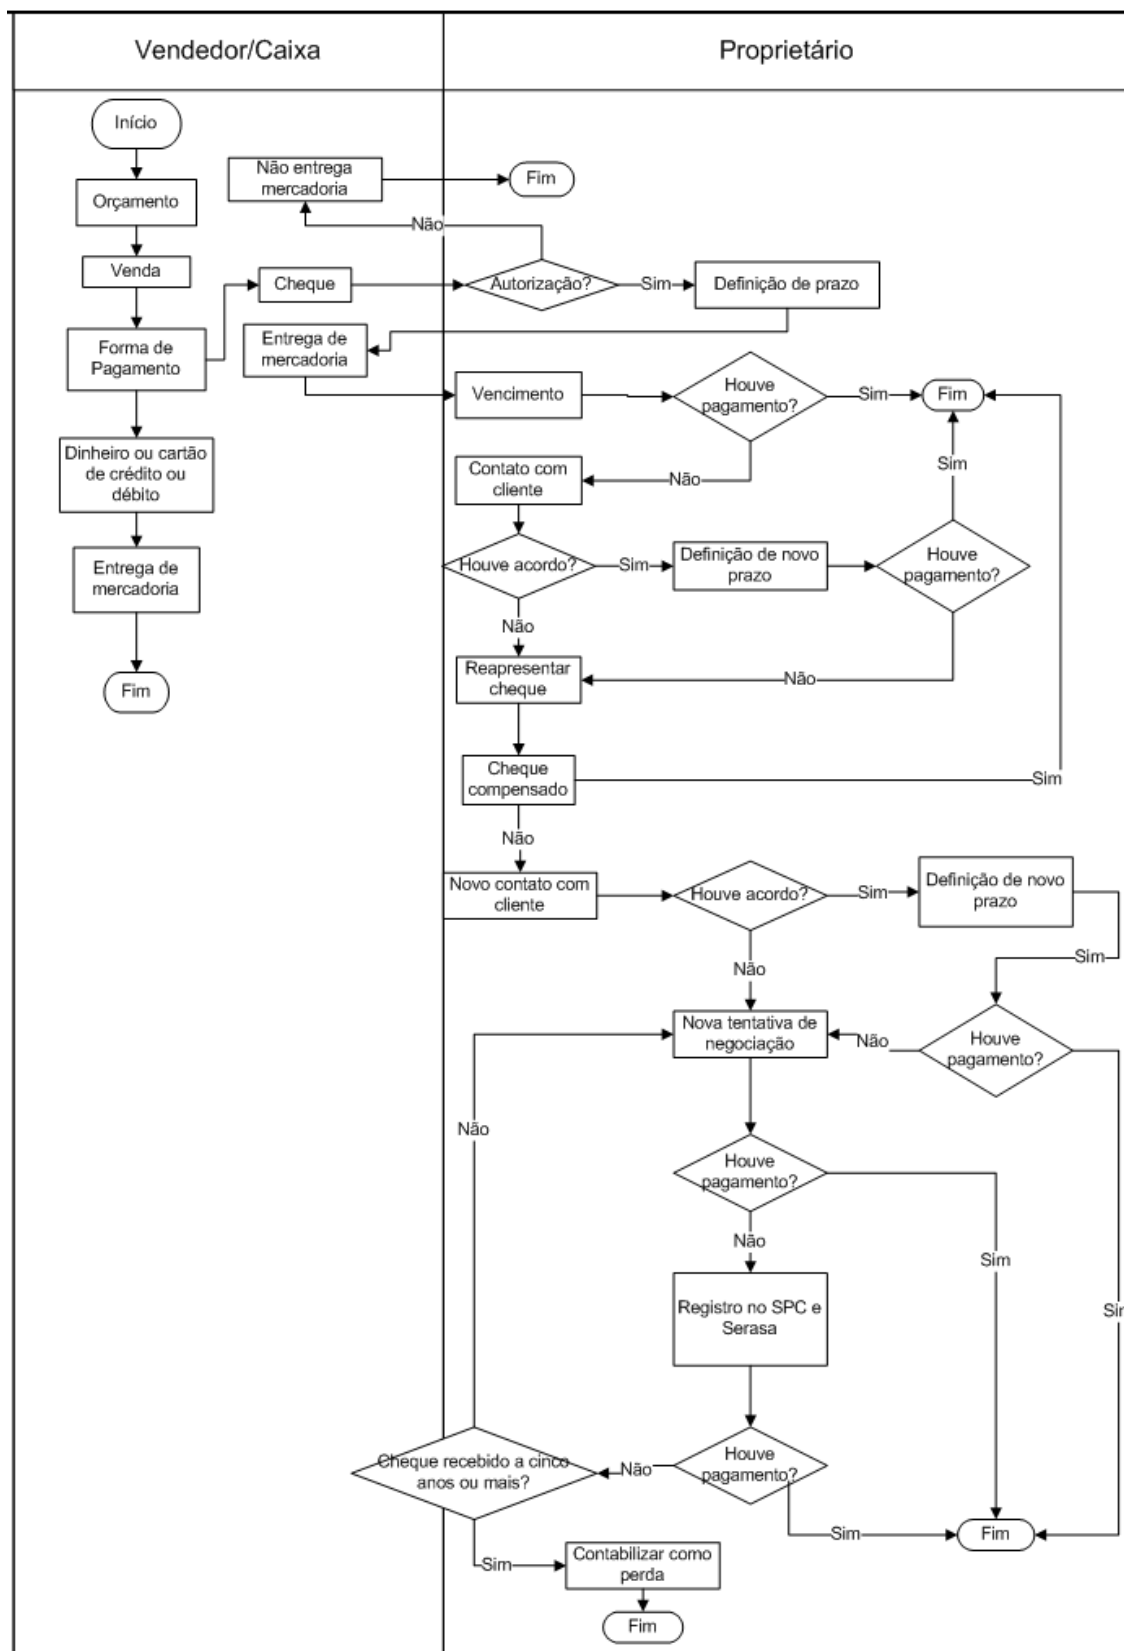 Vendedor/Caixa
Proprietário
Início
Orçamento
Venda
Forma de
Pagamento
Dinheiro ou cartão
de crédito ou
débito
Entrega de
mercadoria
Fim
Não entrega
mercadoria
Fim
Não
Cheque
Autorização?
Sim
Definição de prazo
Entrega de
mercadoria
Vencimento
Houve
pagamento?
Sim
Fim
Não
Contato com
cliente
Sim
Houve acordo?
Sim
Definição de novo
prazo
Houve
pagamento?
Não
Não
Reapresentar
cheque
Cheque
compensado
Sim
Não
Novo contato com
cliente
Houve acordo?
Sim
Definição de novo
prazo
Sim
Não
Nova tentativa de
negociação
Não
Houve
pagamento?
Não
Houve
pagamento?
Sim
Não
Sim
Registro no SPC e
Serasa
Cheque recebido a cinco
anos ou mais?
Não
Houve
pagamento?
Sim
Fim
Sim
Contabilizar como
perda
Fim